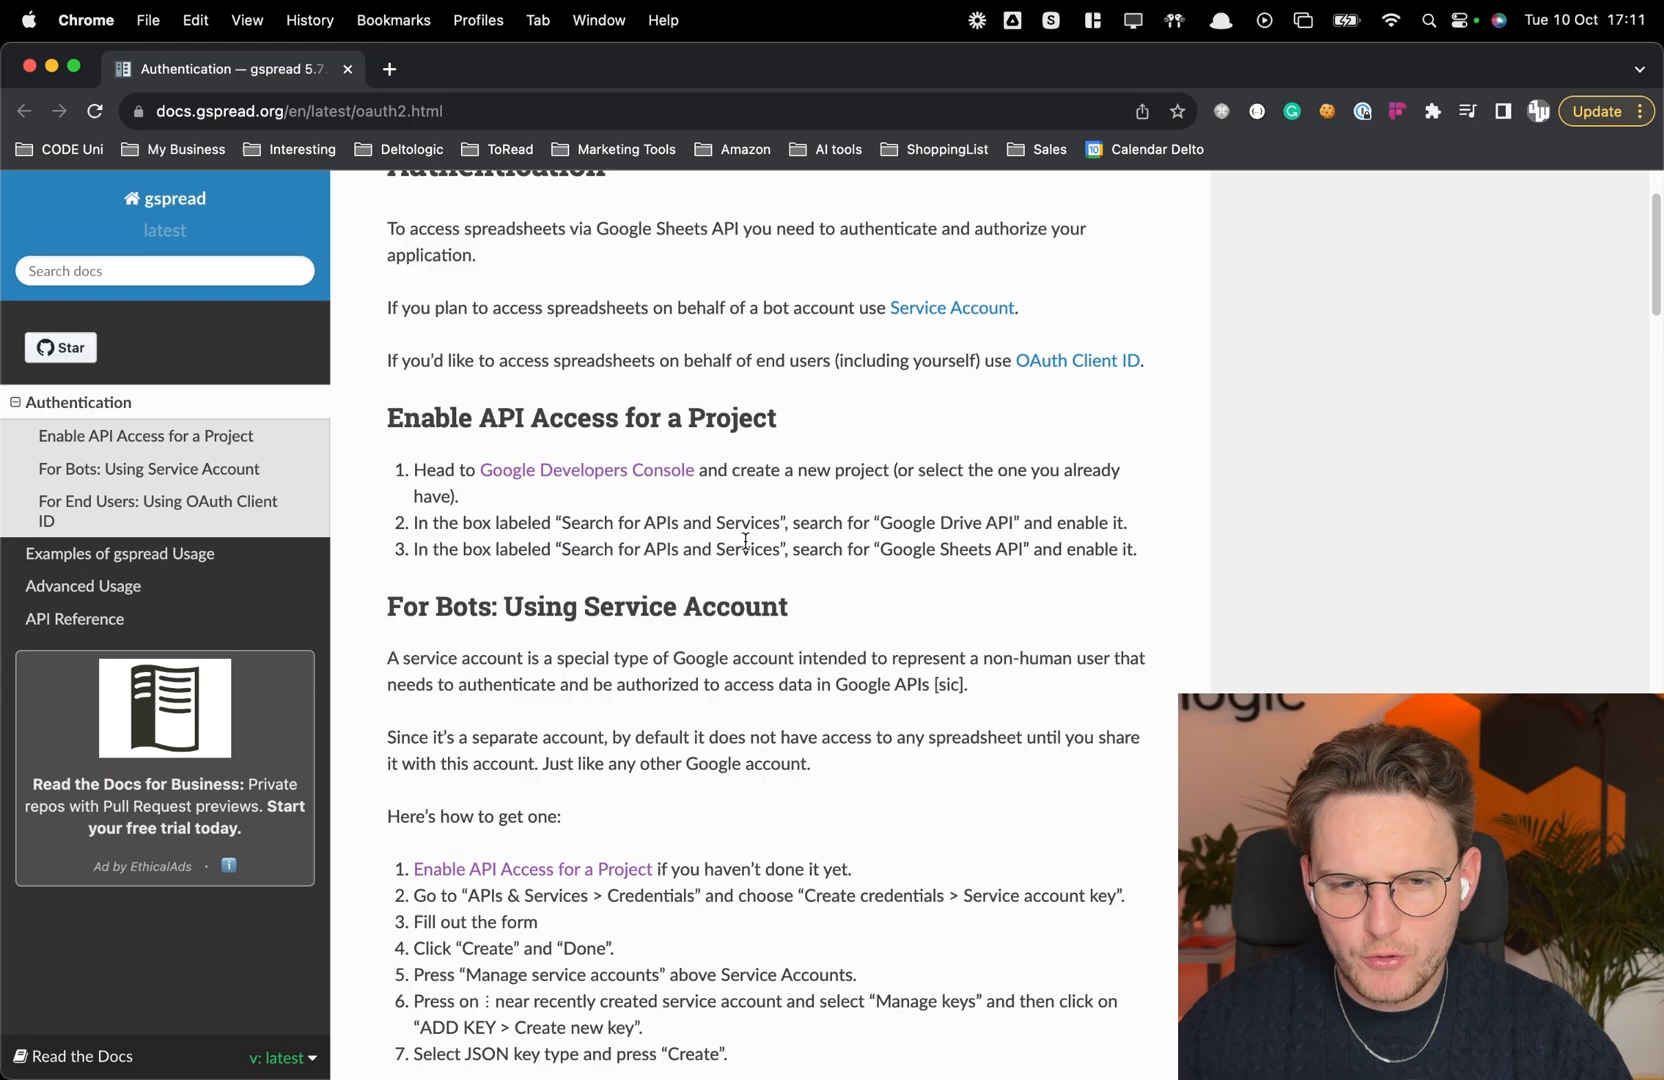 Chrome File Edit View History Bookmarks Profiles Tab Window Help Tue 10 Oct 17:11
Authentication — gspread 5.7.
docs.gspread.org/en/latest/oauth2.html Update
CODE Uni My Business Interesting Deltologic ToRead Marketing Tools Amazon AI tools ShoppingList Sales Calendar Delto
gspread
latest
Search docs
Star
Authentication
Enable API Access for a Project
For Bots: Using Service Account
For End Users: Using OAuth Client
ID
Examples of gspread Usage
Advanced Usage
API Reference
Read the Docs for Business: Private
repos with Pull Request previews. Start
your free trial today.
Ad by EthicalAds ·
Read the Docs v: latest
Authentication
To access spreadsheets via Google Sheets API you need to authenticate and authorize your
application.
If you plan to access spreadsheets on behalf of a bot account use Service Account.
If you’d like to access spreadsheets on behalf of end users (including yourself) use OAuth Client ID.
Enable API Access for a Project
1. Head to Google Developers Console and create a new project (or select the one you already
have).
2. In the box labeled “Search for APIs and Services”, search for “Google Drive API” and enable it.
3. In the box labeled “Search for APIs and Services”, search for “Google Sheets API” and enable it.
For Bots: Using Service Account
A service account is a special type of Google account intended to represent a non-human user that
needs to authenticate and be authorized to access data in Google APIs [sic].
Since it’s a separate account, by default it does not have access to any spreadsheet until you share
it with this account. Just like any other Google account.
Here’s how to get one:
1. Enable API Access for a Project if you haven’t done it yet.
2. Go to “APIs & Services > Credentials” and choose “Create credentials > Service account key”.
3. Fill out the form
4. Click “Create” and “Done”.
5. Press “Manage service accounts” above Service Accounts.
6. Press on ⋮ near recently created service account and select “Manage keys” and then click on
“ADD KEY > Create new key”.
7. Select JSON key type and press “Create”.
logic